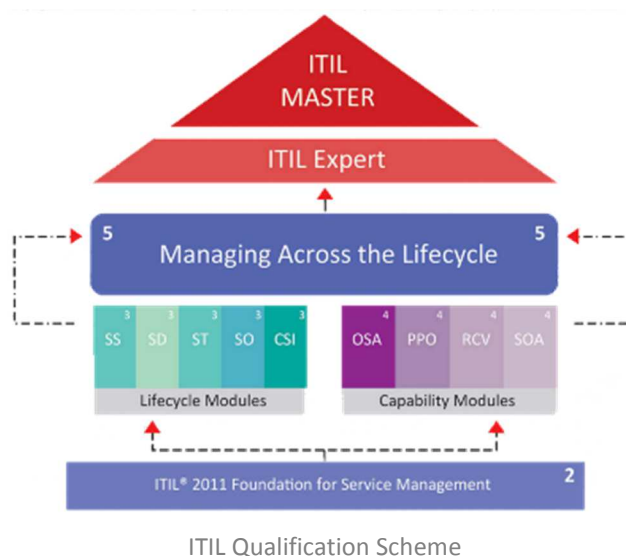 ITIL
MASTER
ITIL Expert
5 5
Managing Across the Lifecycle
3 3 3 3 3 4 4 4 4
SS SD ST SO CSI OSA PPO RCV SOA
Lifecycle Modules Capability Modules
2
ITIL® 2011 Foundation for Service Management
ITIL Qualification Scheme